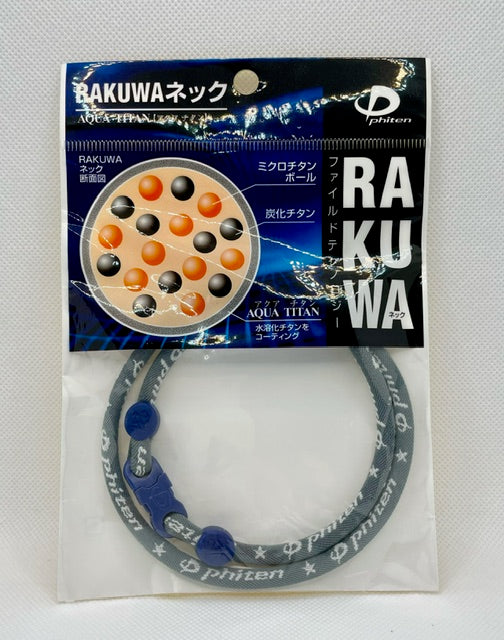 RAKUWAネック
AQUA-TITAN
phiten
RAKUWA
ネック
断面図
ミクロチタン
ボール
炭化チタン
アクア チタン
AQUA TITAN
水溶化チタンを
コーティング
ファイルドテクノロジー
RA
KU
WA
ネック
phiten
phiten
phiten
phiten